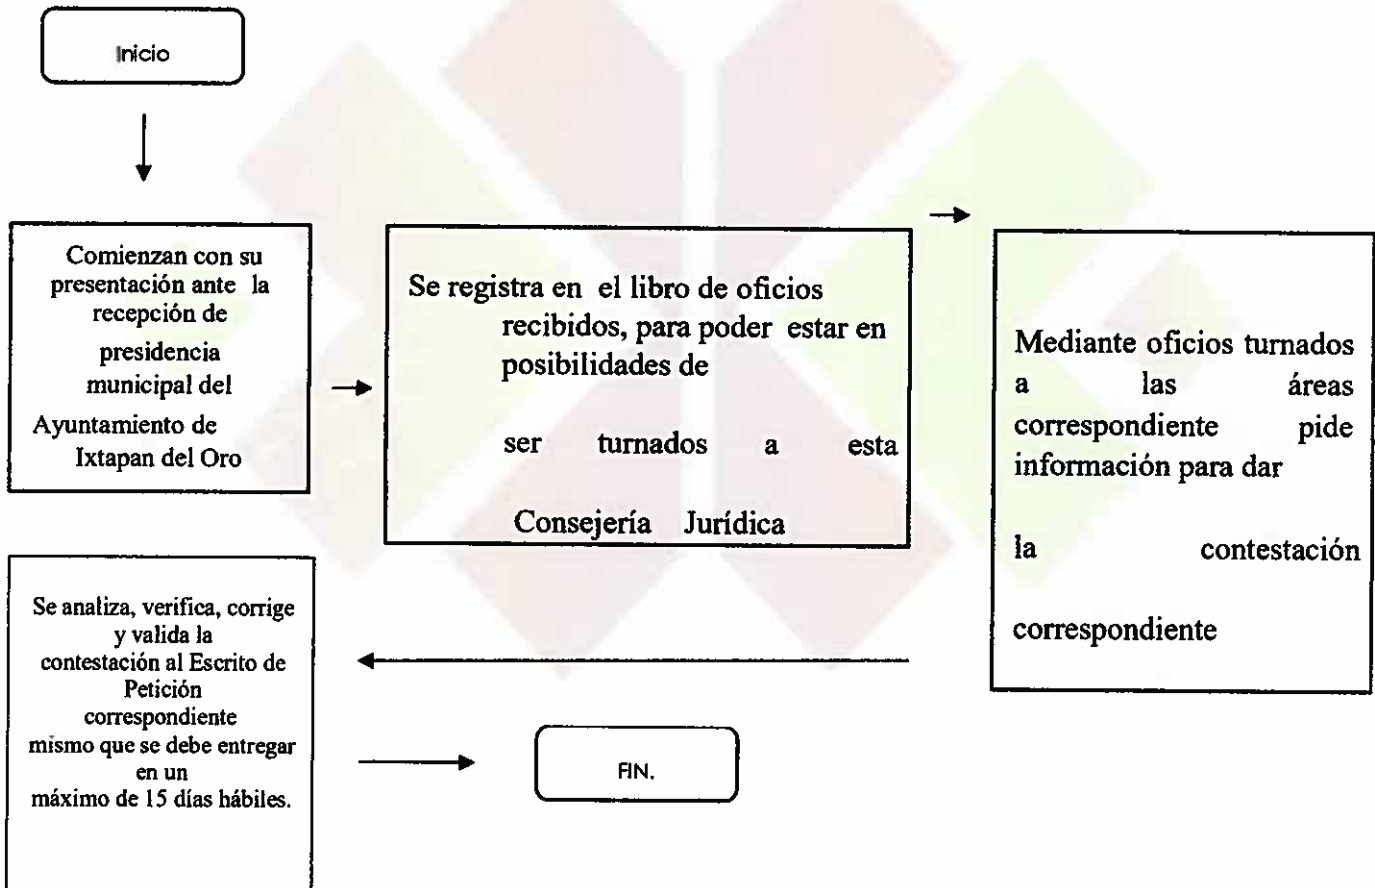 Inicio
Comienzan con su
presentación ante la
recepción de
presidencia
municipal del
Ayuntamiento de
Ixtapan del Oro
Se registra en el libro de oficios
recibidos, para poder estar en
posibilidades de
ser turnados a esta
Consejería Jurídica
Mediante oficios turnados
a las áreas
correspondiente pide
información para dar
la contestación
correspondiente
Se analiza, verifica, corrige
y valida la
contestación al Escrito de
Petición
correspondiente
mismo que se debe entregar
en un
máximo de 15 días hábiles.
FIN.